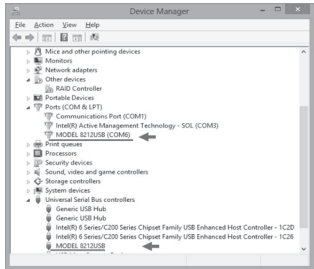 Device Manager
File Action View Help
Mice and other pointing devices
Monitors
Network adapters
Other devices
RAID Controller
Portable Devices
Ports (COM & LPT)
Communications Port (COM1)
Intel(R) Active Management Technology - SOL (COM3)
MODEL 8212USB (COM6)
Print queues
Processors
Security devices
Sound, video and game controllers
Storage controllers
System devices
Universal Serial Bus controllers
Generic USB Hub
Generic USB Hub
Intel(R) 6 Series/C200 Series Chipset Family USB Enhanced Host Controller - 1C2D
Intel(R) 6 Series/C200 Series Chipset Family USB Enhanced Host Controller - 1C26
MODEL 8212USB